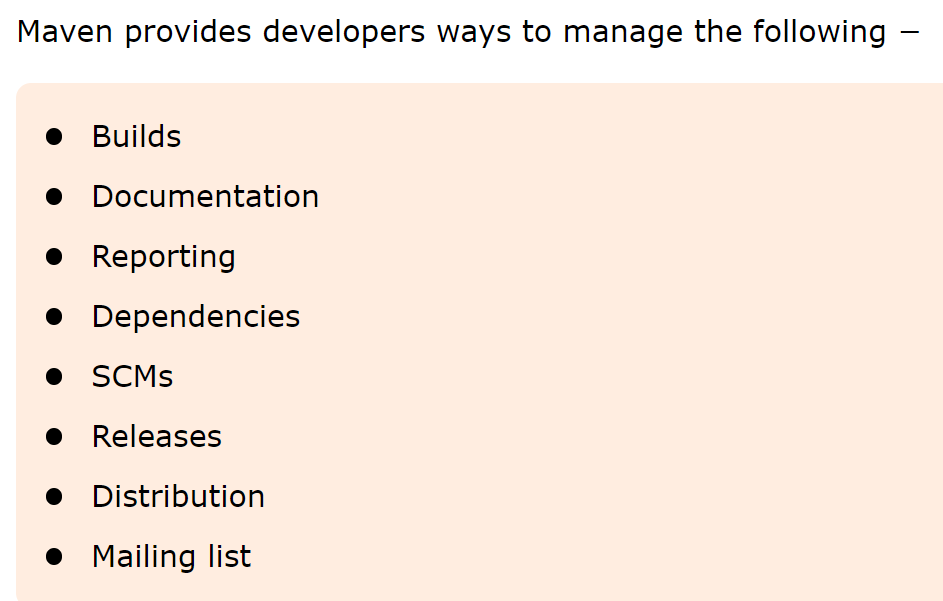 Maven provides developers ways to manage the following −
● Builds
● Documentation
● Reporting
● Dependencies
● SCMs
● Releases
● Distribution
● Mailing list